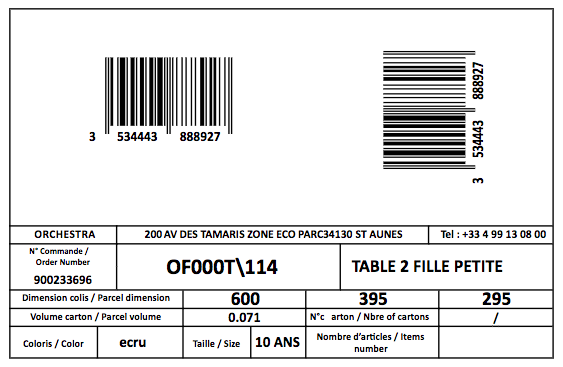 3 534443 888927
3 534443 888927
ORCHESTRA 200 AV DES TAMARIS ZONE ECO PARC34130 ST AUNES Tel : +33 4 99 13 08 00
N° Commande /
Order Number
900233696
OF000T\114
TABLE 2 FILLE PETITE
Dimension colis / Parcel dimension 600 395 295
Volume carton / Parcel volume 0.071 N°c arton / Nbre of cartons /
Coloris / Color ecru Taille / Size 10 ANS
Nombre d'articles / Items
number